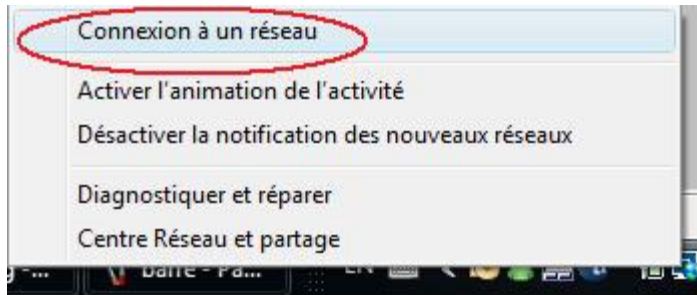 Connexion à un réseau
Activer l'animation de l'activité
Désactiver la notification des nouveaux réseaux
Diagnostiquer et réparer
Centre Réseau et partage